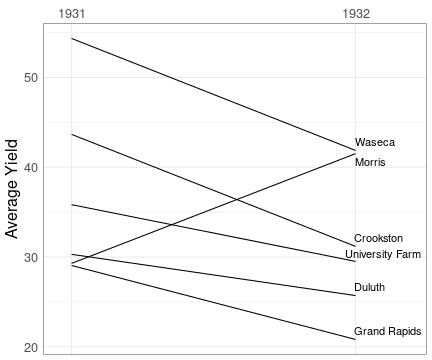 1931
1932
Average Yield
50
40
30
20
Waseca
Morris
Crookston
University Farm
Duluth
Grand Rapids